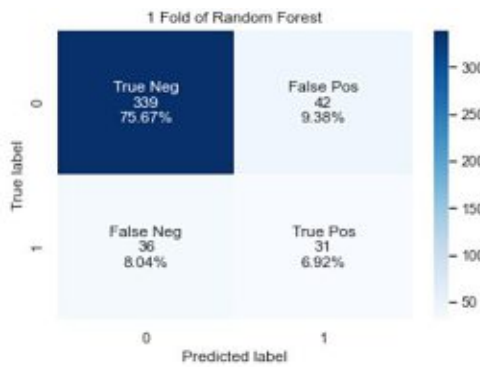 1 Fold of Random Forest
True Neg
339
75.67%
False Pos
42
9.38%
False Neg
36
8.04%
True Pos
31
6.92%
0
1
True label
0
1
Predicted label
300
250
200
150
100
50